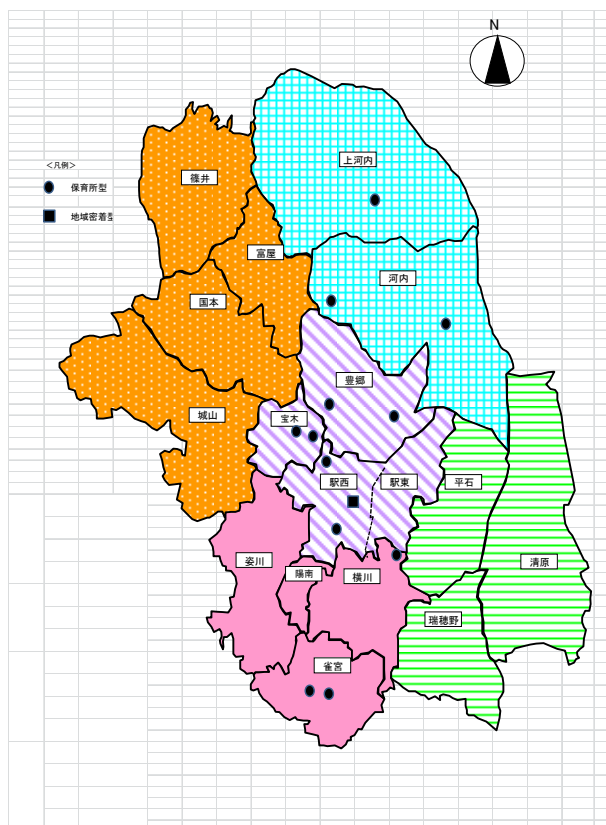 N
＜凡例＞
保育所型
地域密着型
上河内
篠井
富屋
河内
国本
豊郷
城山
宝木
駅西
駅東
平石
姿川
陽南
横川
清原
瑞穂野
雀宮